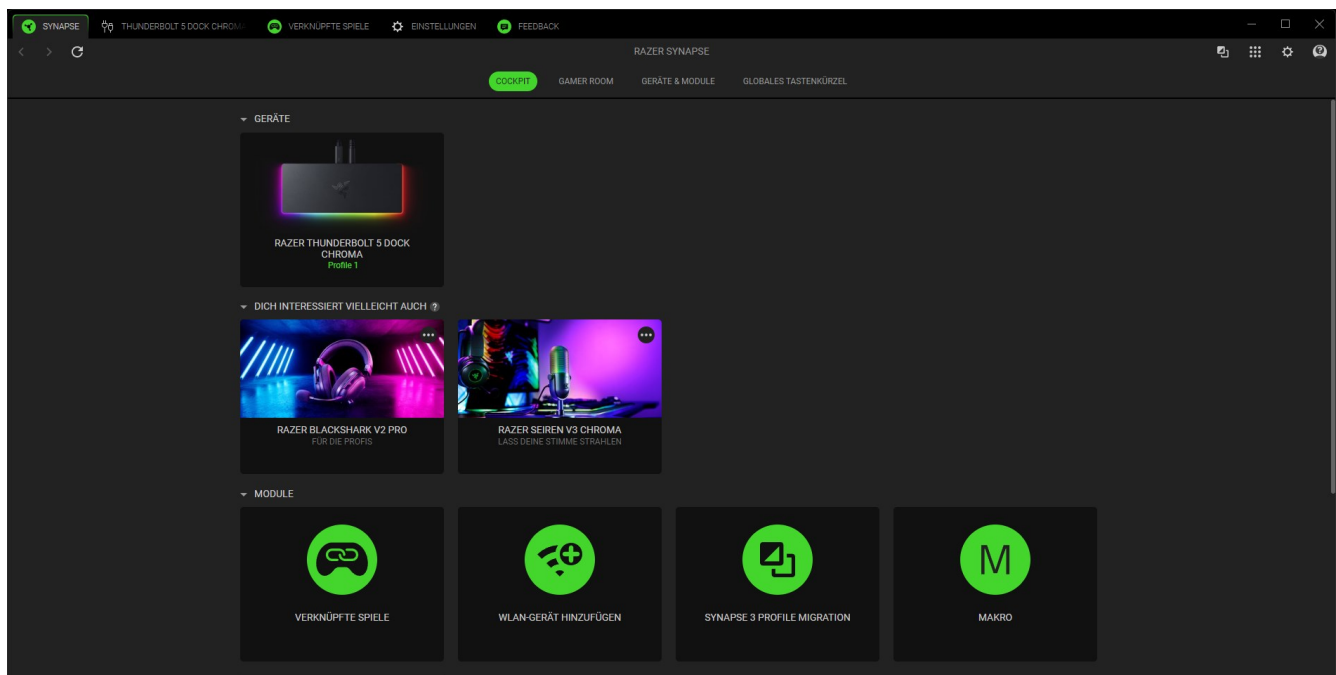 SYNAPSE
THUNDERBOLT 5 DOCK CHROMA
VERKNÜPFTE SPIELE
EINSTELLUNGEN
FEEDBACK
RAZER SYNAPSE
COCKPIT
GAMER ROOM
GERÄTE & MODULE
GLOBALES TASTENKÜRZEL
GERÄTE
RAZER THUNDERBOLT 5 DOCK
CHROMA
Profile 1
DICH INTERESSIERT VIELLEICHT AUCH ?
RAZER BLACKSHARK V2 PRO
FÜR DIE PROFIS
RAZER SEIREN V3 CHROMA
LASS DEINE STIMME STRAHLEN
MODULE
VERKNÜPFTE SPIELE
WLAN-GERÄT HINZUFÜGEN
SYNAPSE 3 PROFILE MIGRATION
M
MAKRO